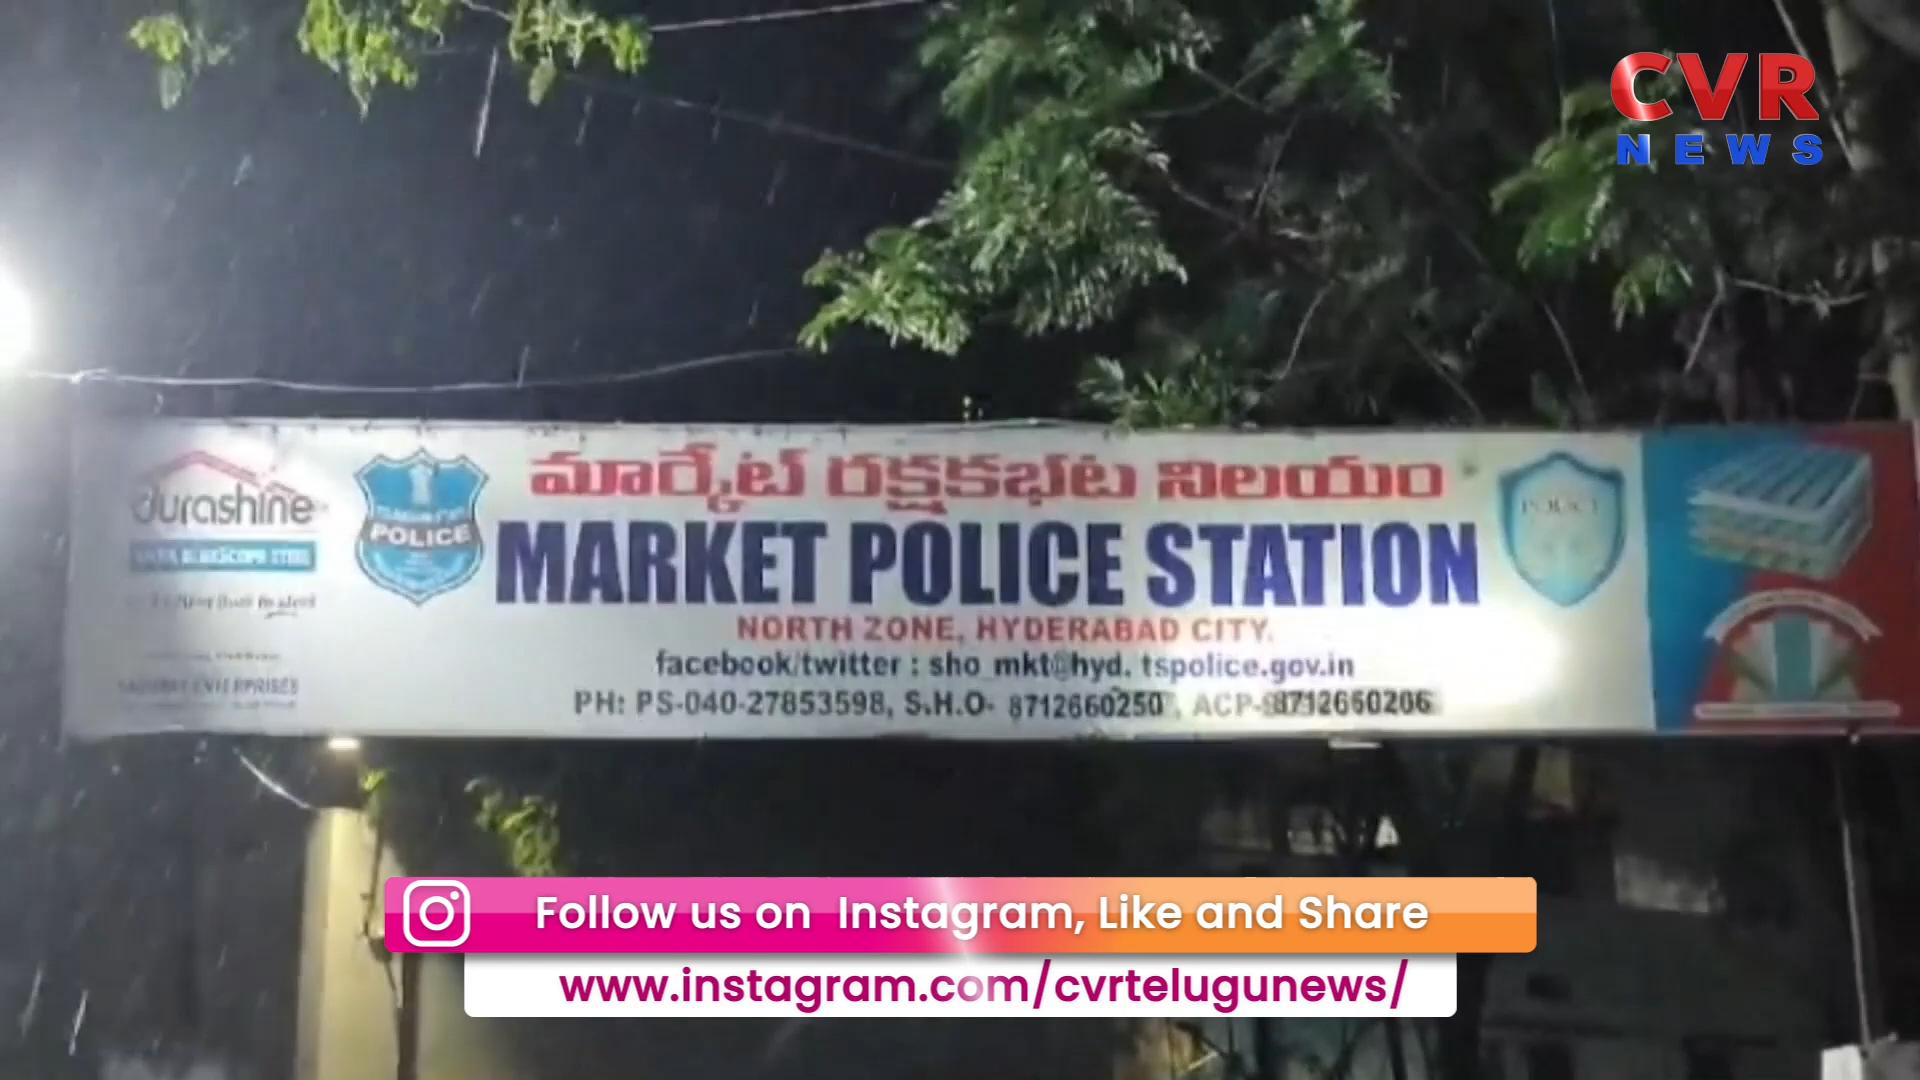 CVR
NEWS
durashine
మార్కెట్ రక్షకభట నిలయం
POLICE
MARKET POLICE STATION
POLICE
NORTH ZONE, HYDERABAD CITY.
facebook/twitter : sho_mkt@hyd. tspolice.gov.in
PH: PS-040-27853598, S.H.O- 8712660250, ACP-8712660206
Follow us on Instagram, Like and Share
www.instagram.com/cvrtelugunews/